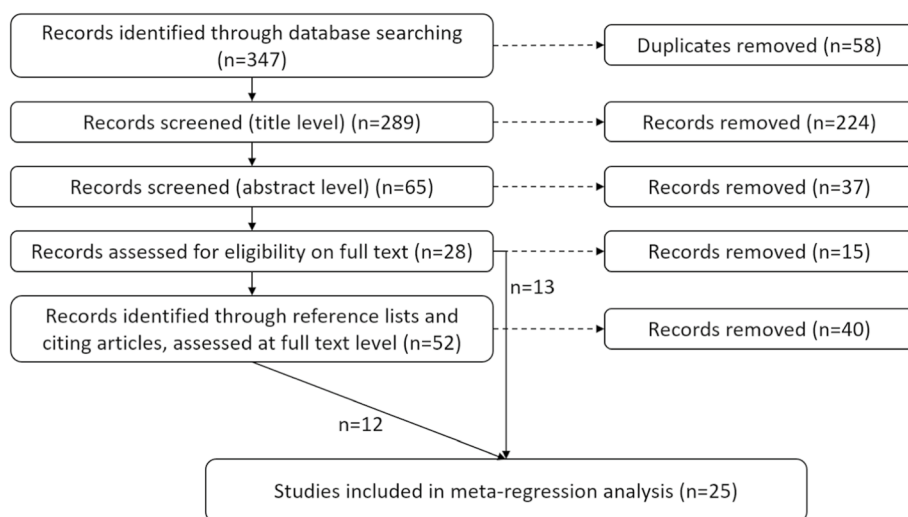 Records identified through database searching
(n=347)
Duplicates removed (n=58)
Records screened (title level) (n=289)
Records removed (n=224)
Records screened (abstract level) (n=65)
Records removed (n=37)
Records assessed for eligibility on full text (n=28)
Records removed (n=15)
n=13
Records identified through reference lists and
citing articles, assessed at full text level (n=52)
Records removed (n=40)
n=12
Studies included in meta-regression analysis (n=25)